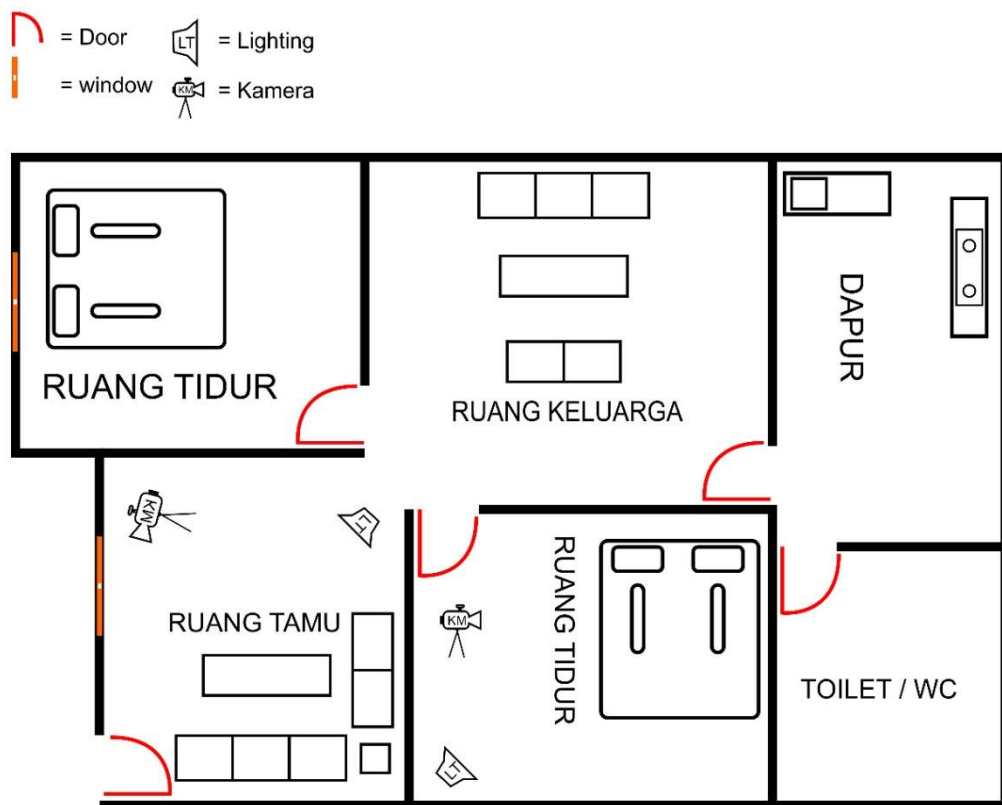 = Door
LT = Lighting
= window
KM = Kamera
RUANG TIDUR
RUANG KELUARGA
DAPUR
KM
LT
RUANG TAMU
KM
RUANG TIDUR
LT
TOILET / WC